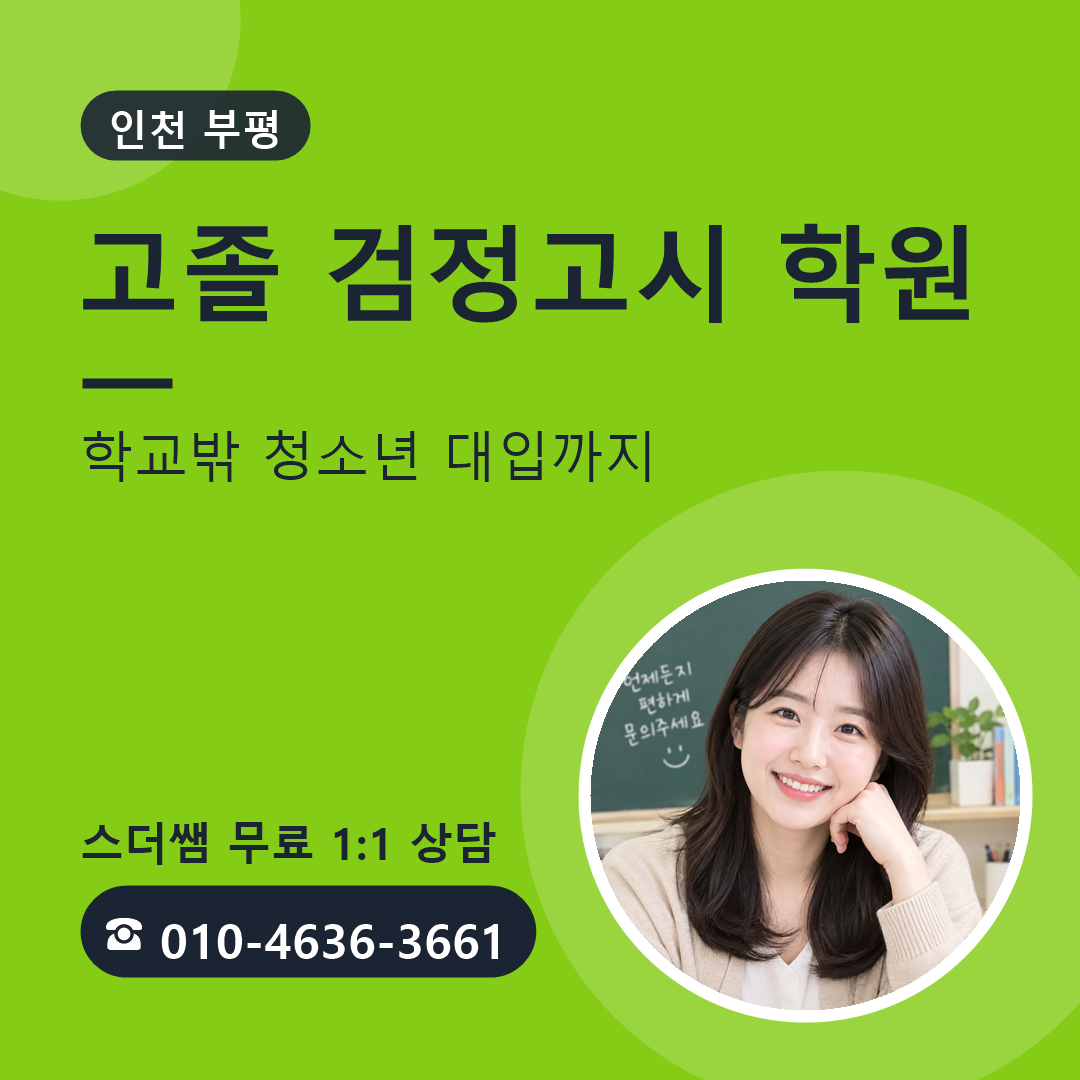 인천 부평
고졸 검정고시 학원
학교밖 청소년 대입까지
언제든지
편하게
문의주세요
스더쌤 무료 1:1 상담
☎ 010-4636-3661